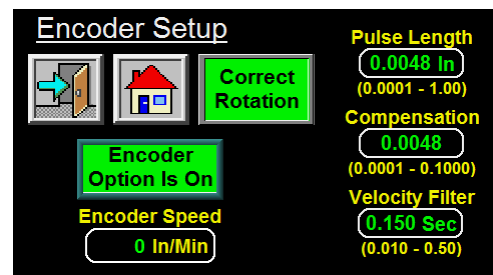 Encoder Setup
Correct
Rotation
Encoder
Option Is On
Encoder Speed
0 In/Min
Pulse Length
0.0048 In
(0.0001 - 1.00)
Compensation
0.0048
(0.0001 - 0.1000)
Velocity Filter
0.150 Sec
(0.010 - 0.50)